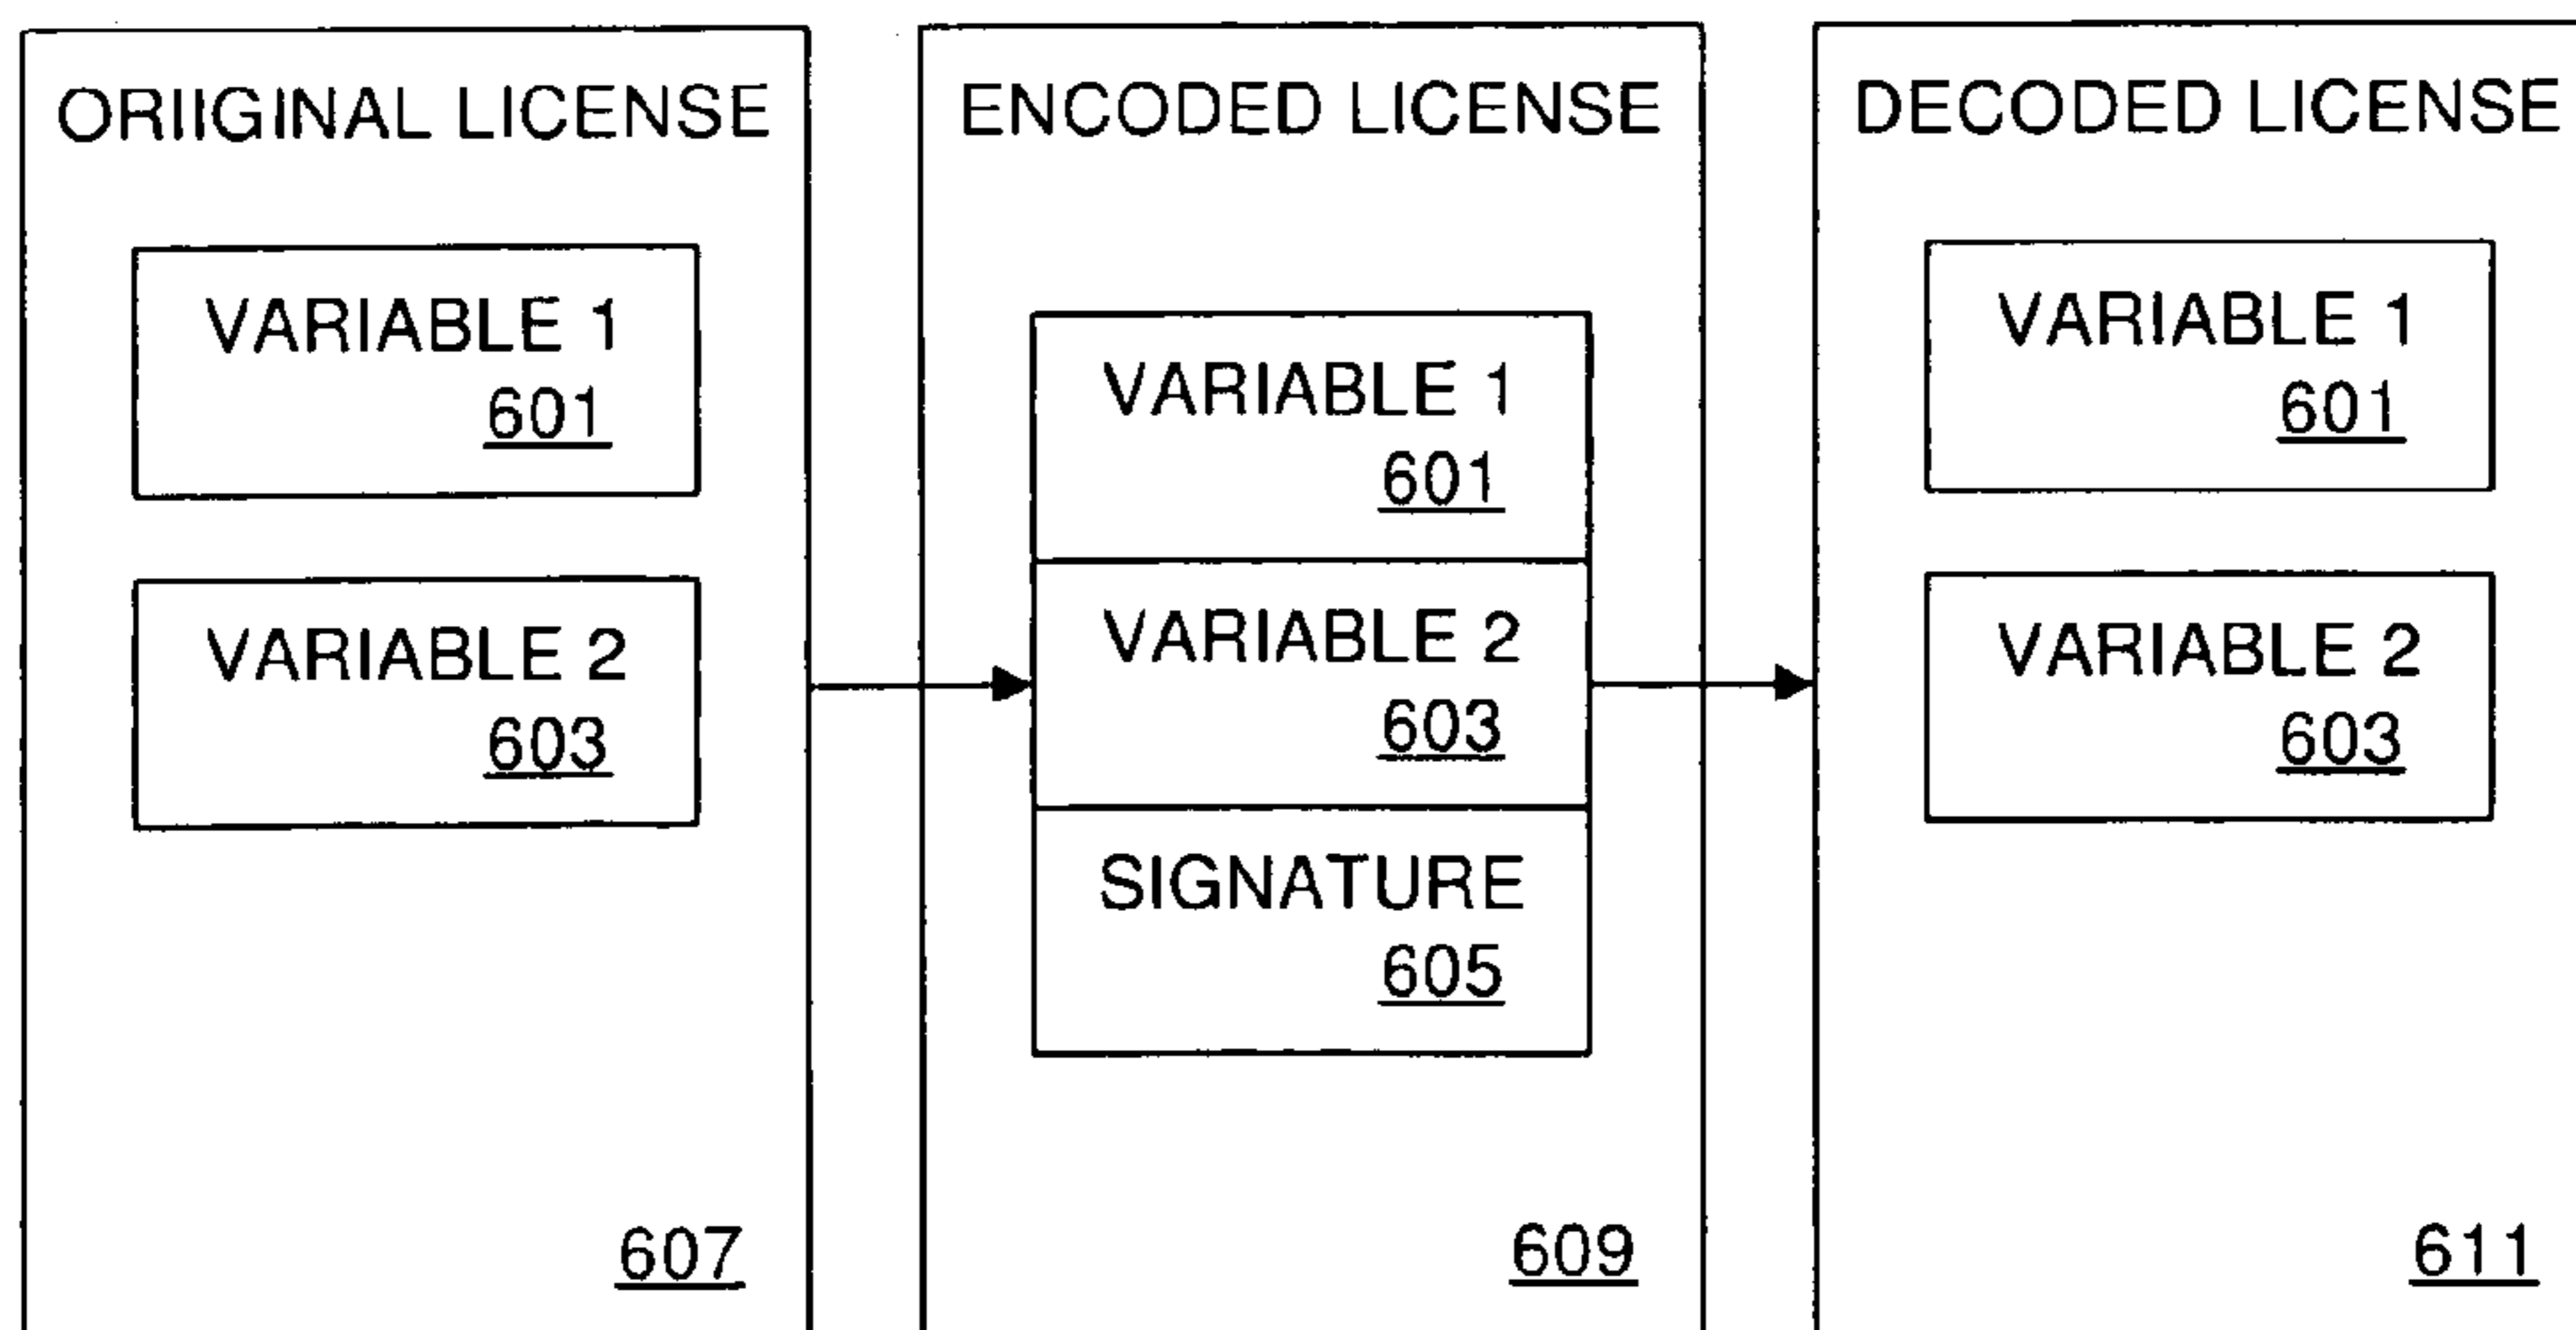 ORIIGINAL LICENSE
VARIABLE 1
601
VARIABLE 2
603
607
ENCODED LICENSE
VARIABLE 1
601
VARIABLE 2
603
SIGNATURE
605
609
DECODED LICENSE
VARIABLE 1
601
VARIABLE 2
603
611